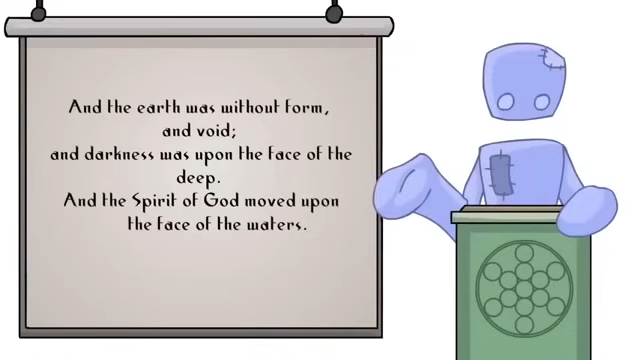 And the earth was without form,
and void;
and darkness was upon the face of the
deep.
And the Spirit of God moved upon
the face of the waters.